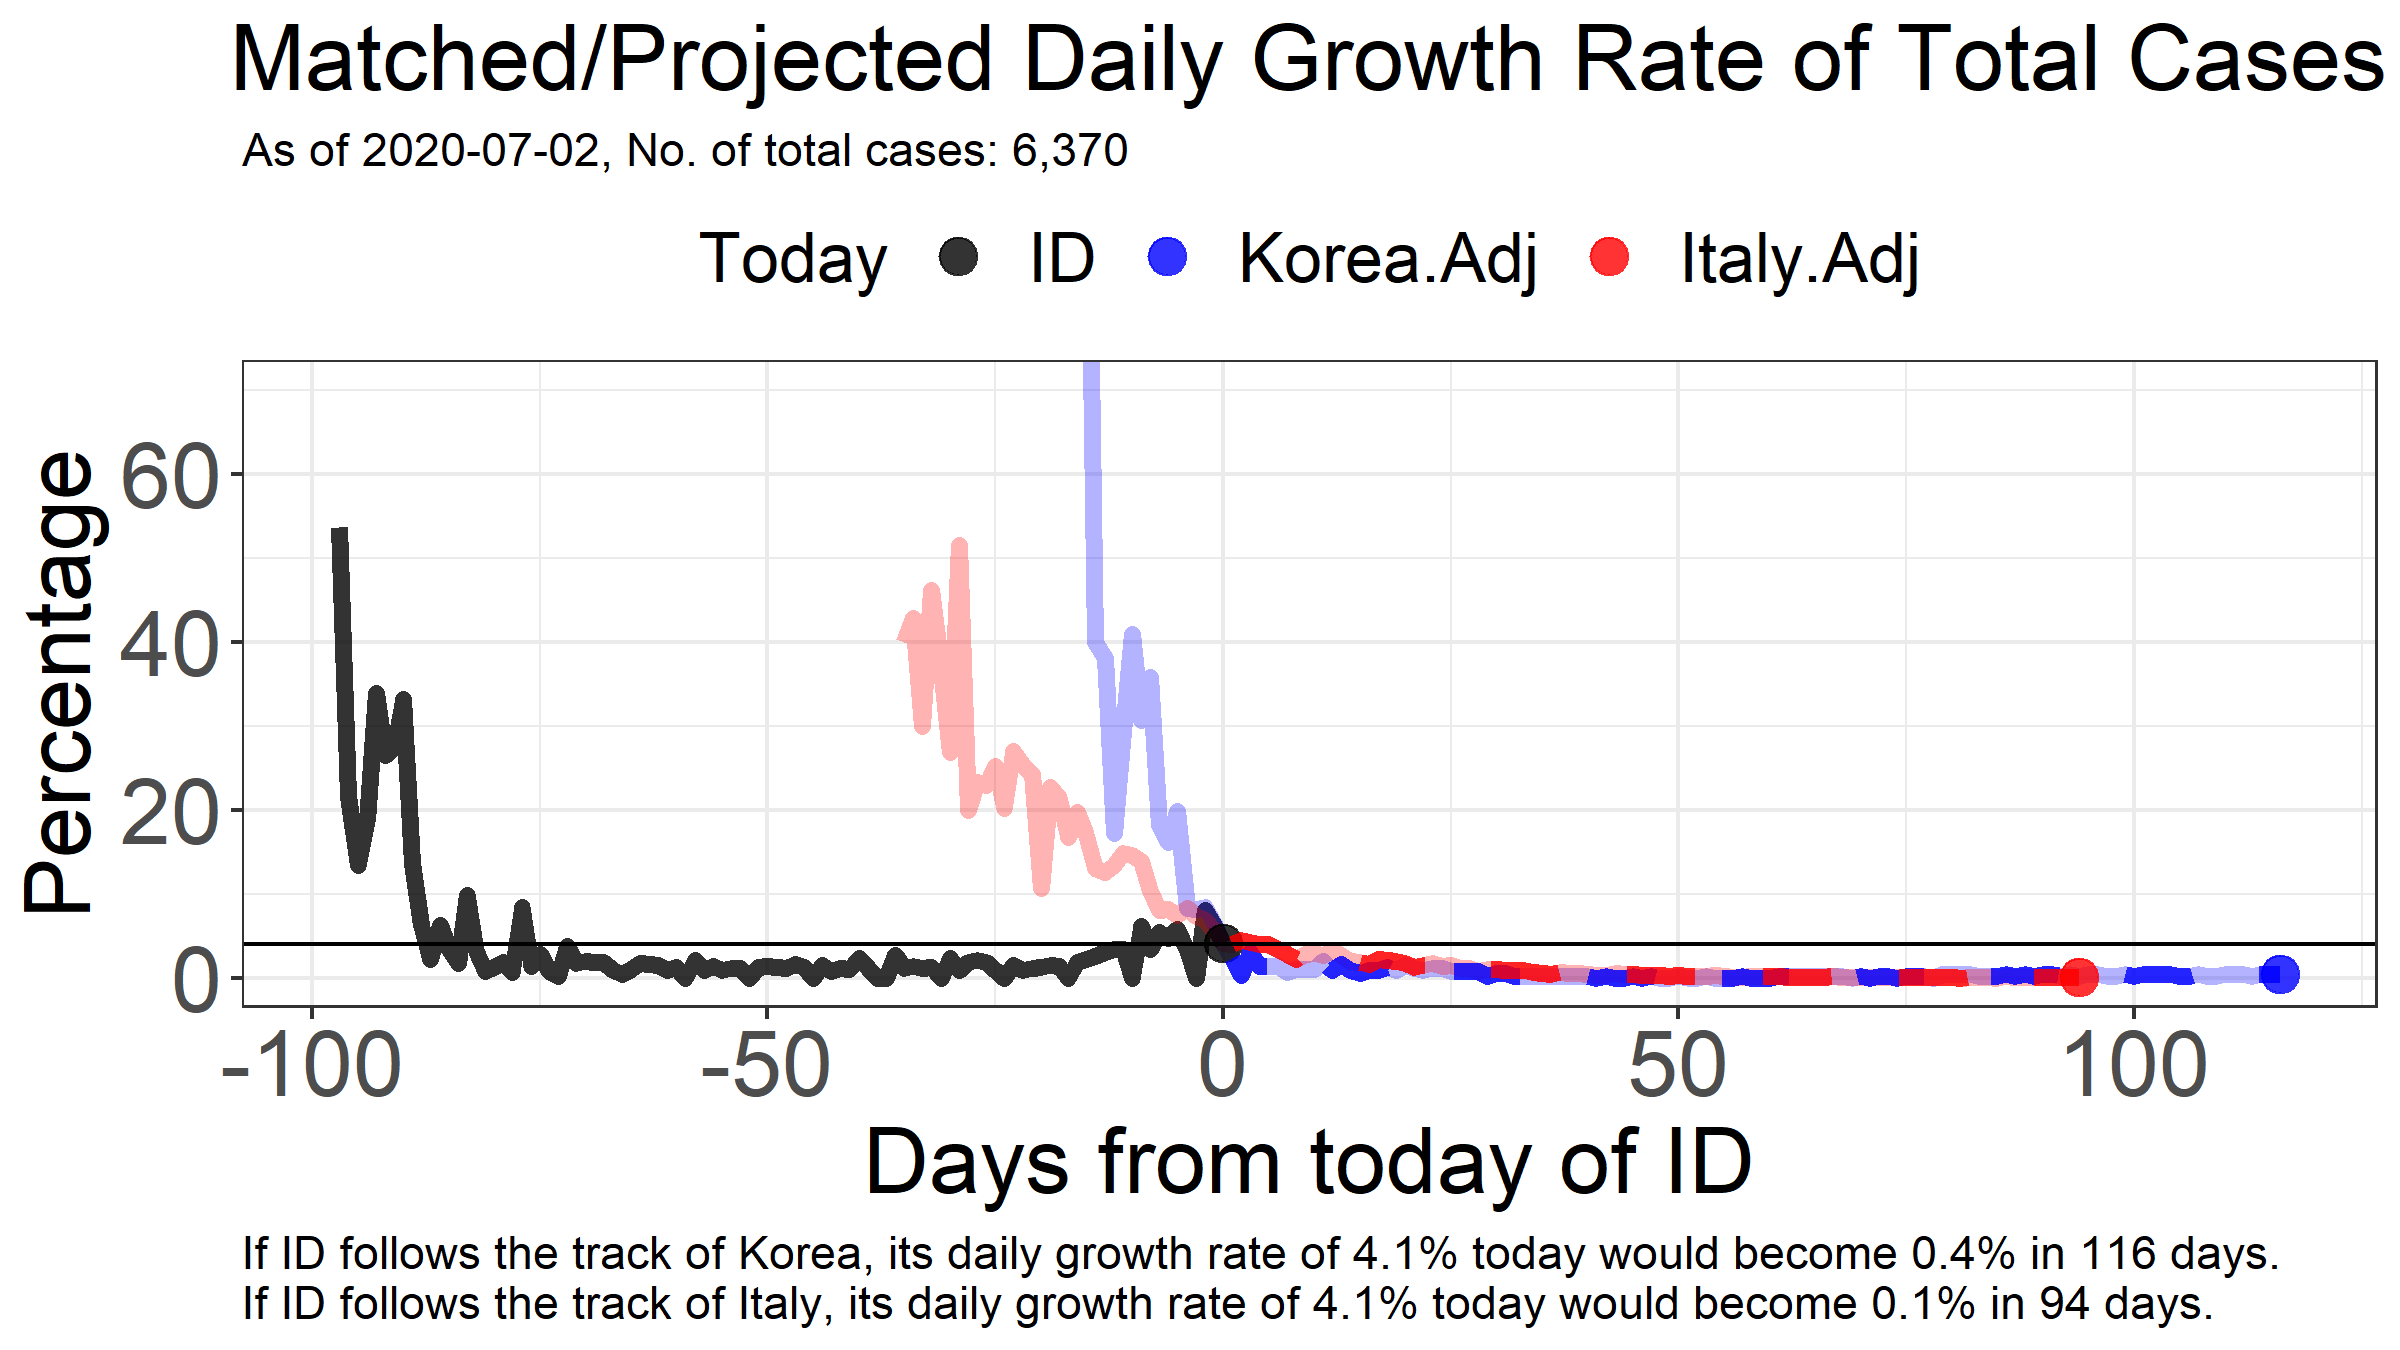 Matched/Projected Daily Growth Rate of Total Cases
As of 2020-07-02, No. of total cases: 6,370
Today ID Korea.Adj Italy.Adj
Percentage
60
40
20
0
-100 -50 0 50 100
Days from today of ID
If ID follows the track of Korea, its daily growth rate of 4.1% today would become 0.4% in 116 days.
If ID follows the track of Italy, its daily growth rate of 4.1% today would become 0.1% in 94 days.